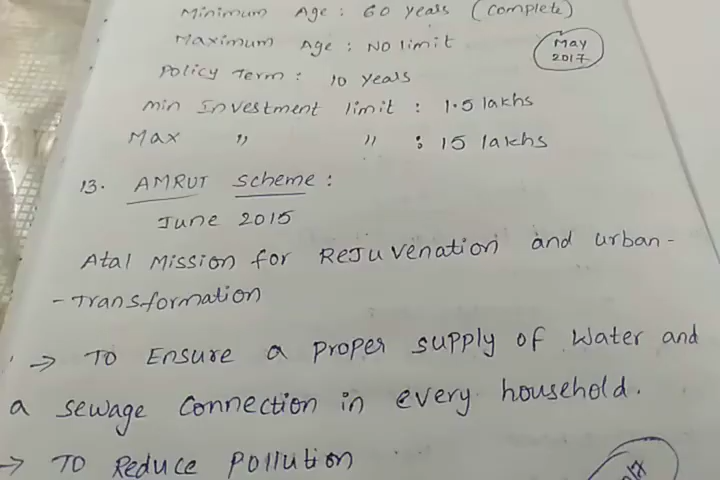 Minimum Age : 60 years (complete)
Maximum Age : No limit
May
2017
Policy Term : 10 years
min Investment limit : 1.5 lakhs
Max " " : 15 lakhs
13. AMRUT scheme :
June 2015
Atal Mission for Rejuvenation and urban-
- Transformation
→ To Ensure a proper supply of water and
a sewage connection in every household.
→ To Reduce pollution